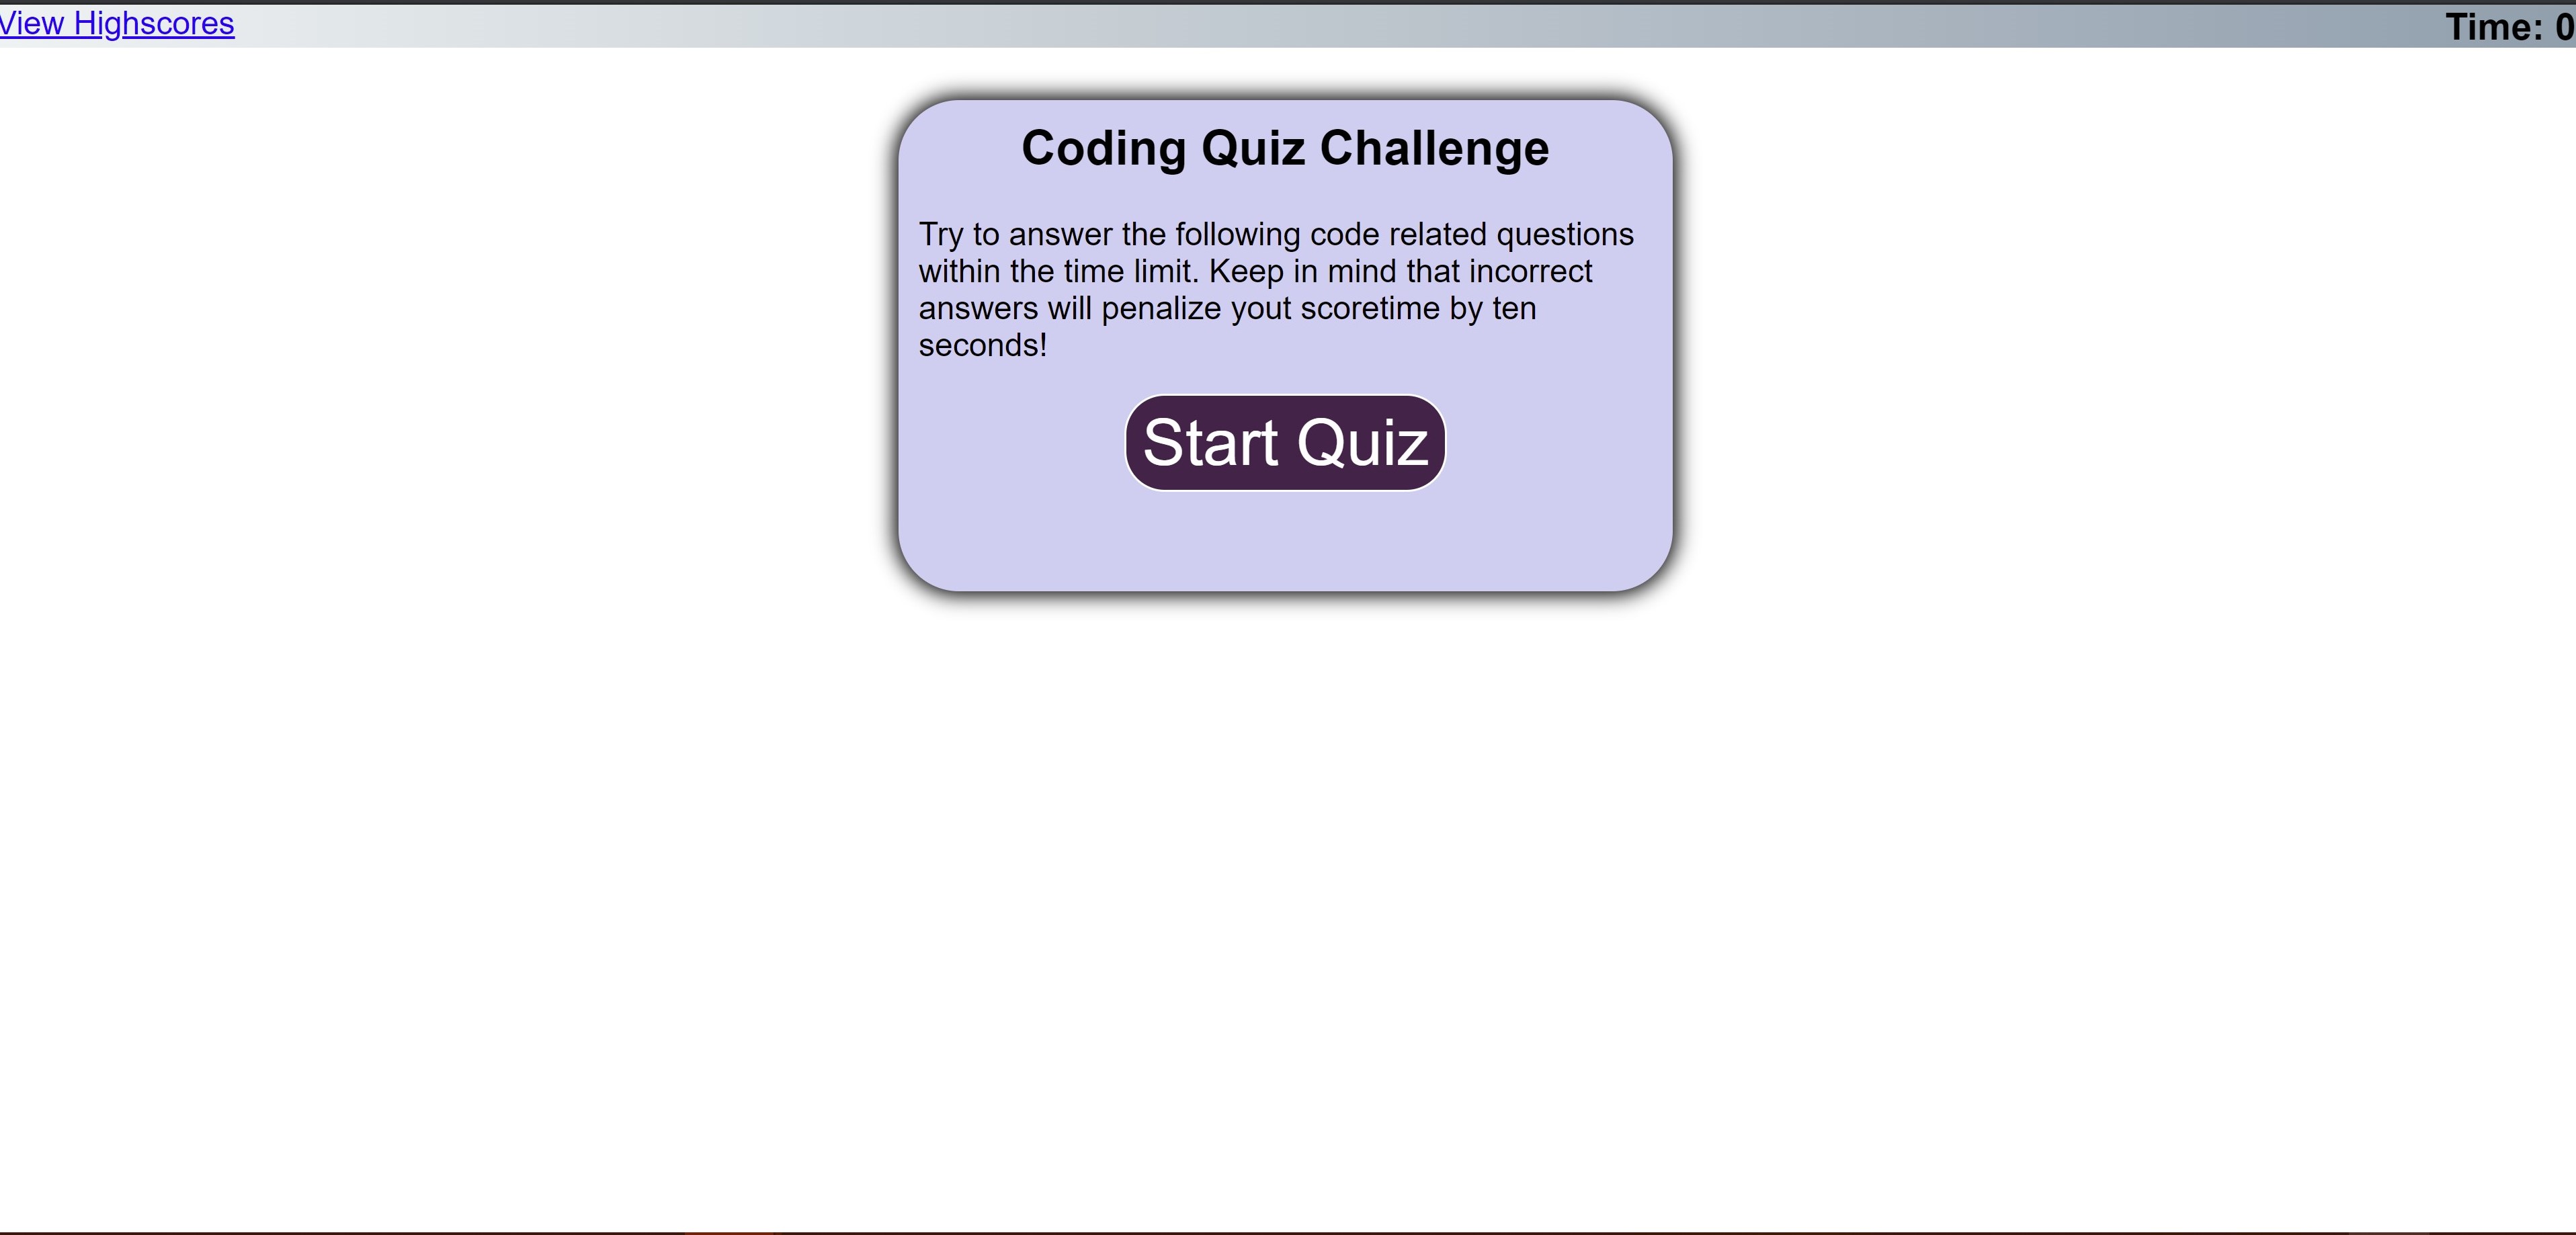 View Highscores
Time: 0
Coding Quiz Challenge
Try to answer the following code related questions
within the time limit. Keep in mind that incorrect
answers will penalize yout scoretime by ten
seconds!
Start Quiz